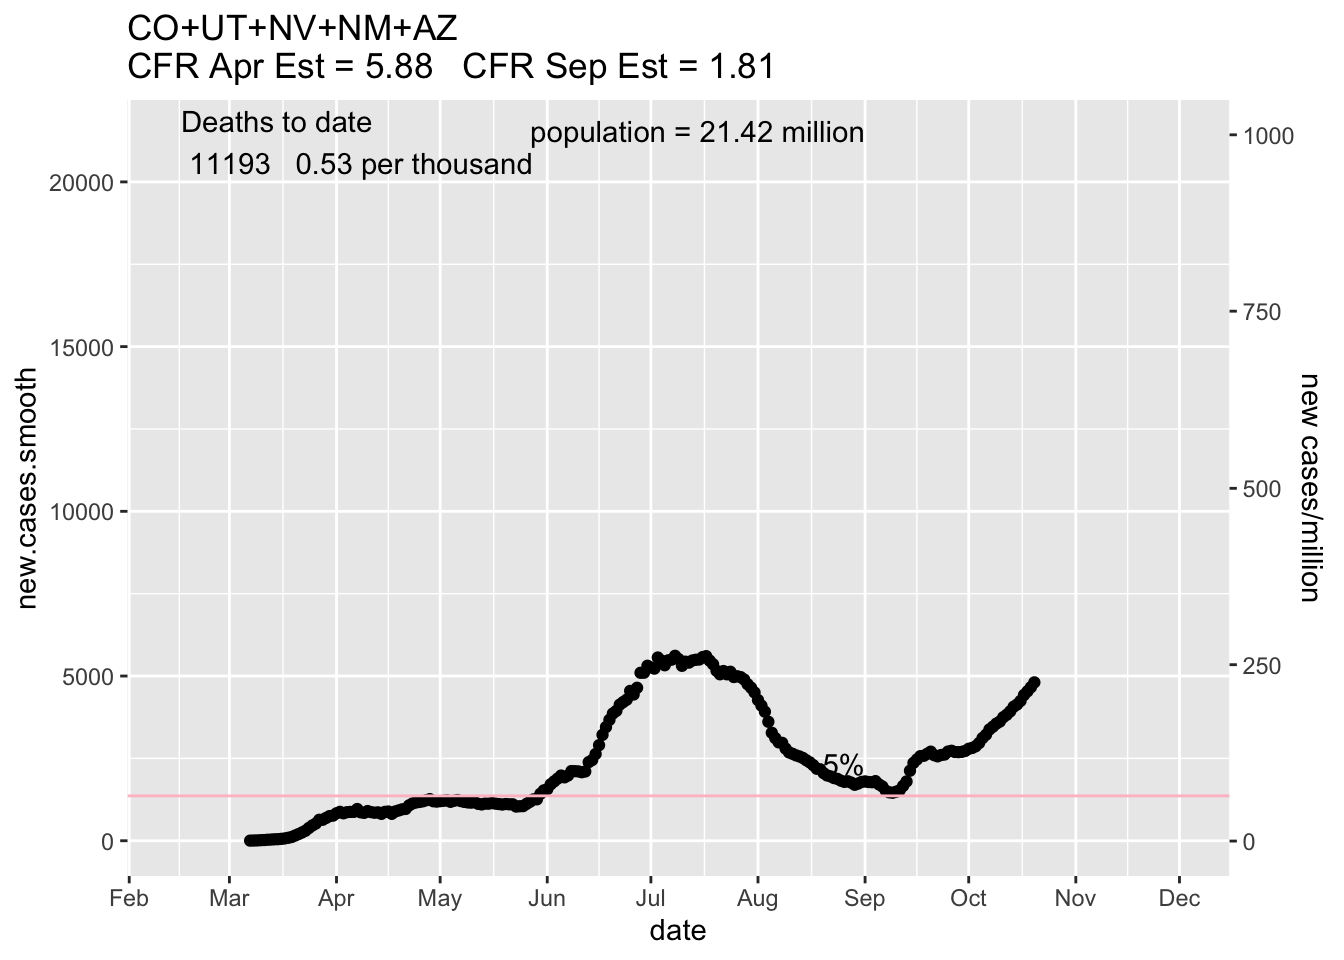 CO+UT+NV+NM+AZ
CFR Apr Est = 5.88   CFR Sep Est = 1.81
Deaths to date
population = 21.42 million
11193   0.53 per thousand
20000
15000
10000
5000
0
new.cases.smooth
1000
750
500
250
0
new cases/million
5%
Feb Mar Apr May Jun Jul Aug Sep Oct Nov Dec
date